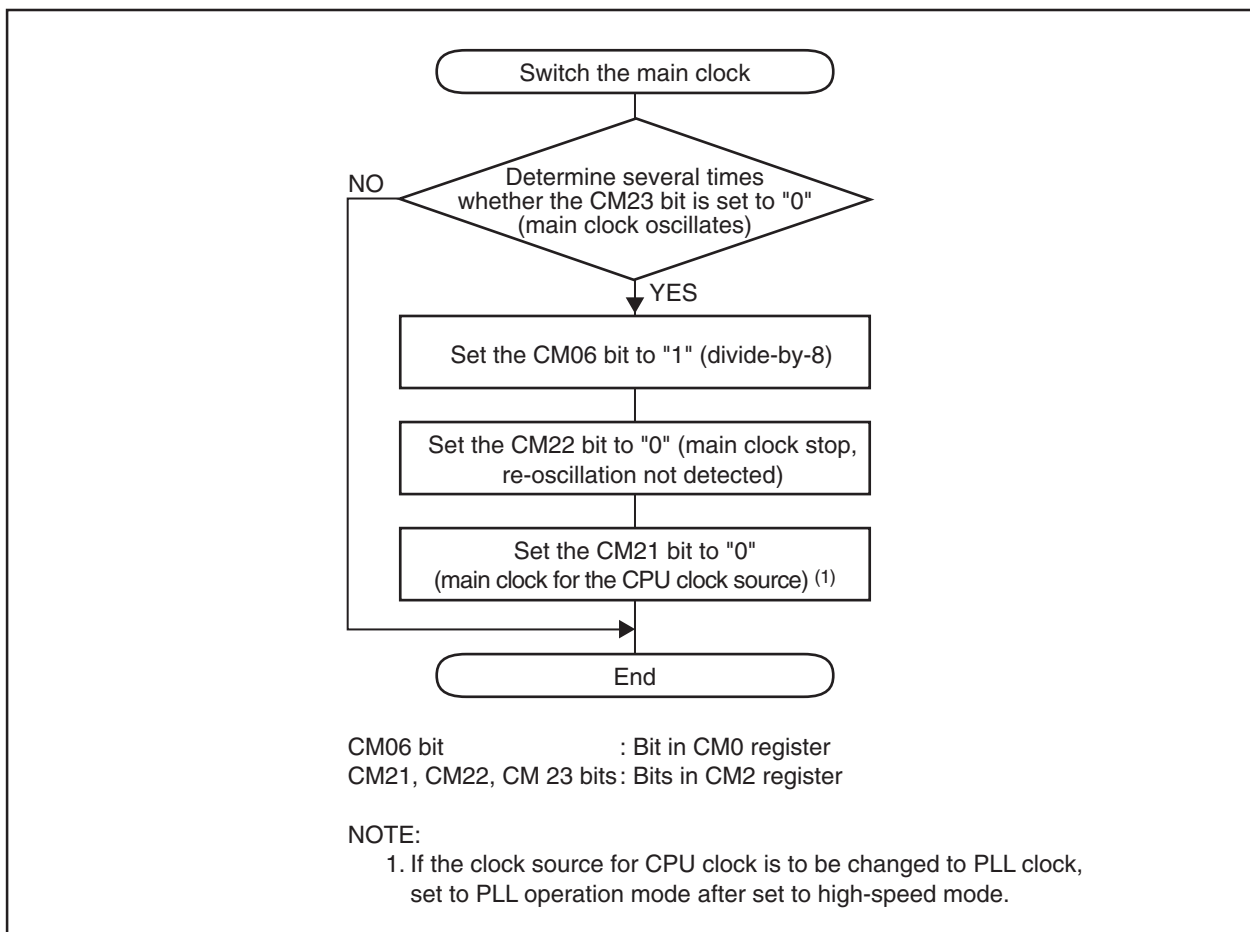 Switch the main clock
NO
Determine several times
whether the CM23 bit is set to "0"
(main clock oscillates)
YES
Set the CM06 bit to "1" (divide-by-8)
Set the CM22 bit to "0" (main clock stop,
re-oscillation not detected)
Set the CM21 bit to "0"
(main clock for the CPU clock source) (1)
End
CM06 bit : Bit in CM0 register
CM21, CM22, CM 23 bits : Bits in CM2 register
NOTE:
1. If the clock source for CPU clock is to be changed to PLL clock,
set to PLL operation mode after set to high-speed mode.